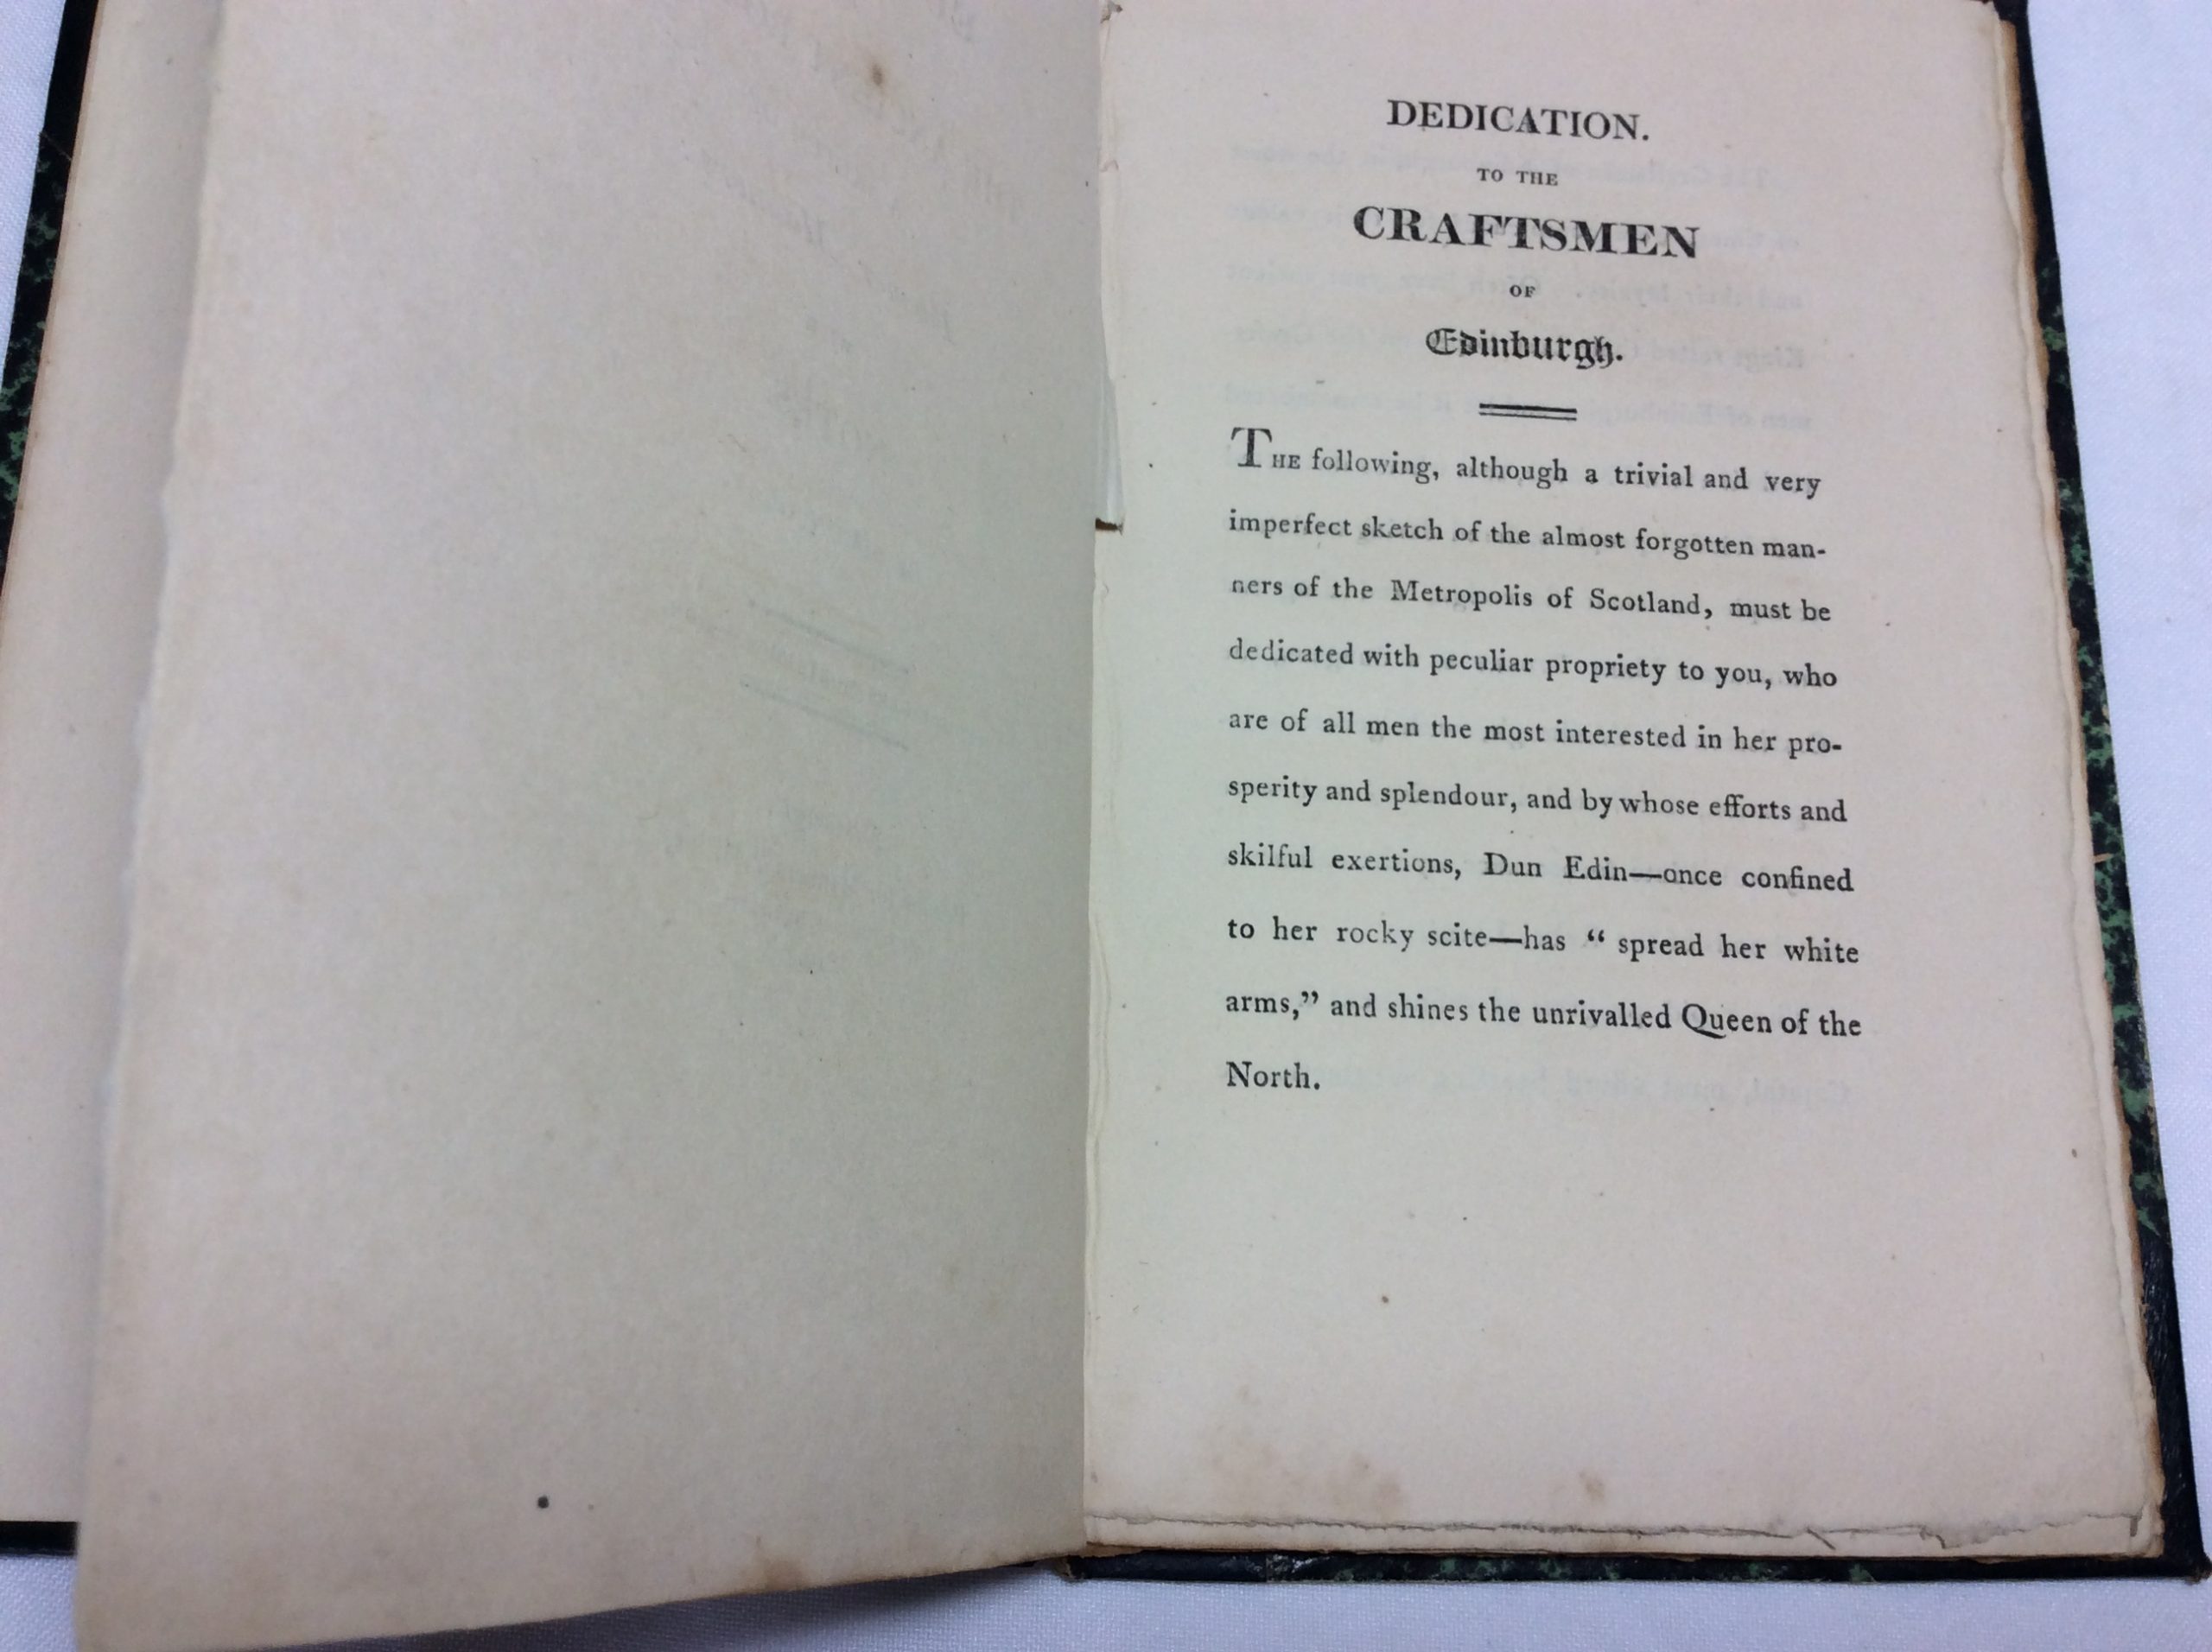 DEDICATION.
TO THE
CRAFTSMEN
OF
Edinburgh.
THE following, although a trivial and very
imperfect sketch of the almost forgotten man-
ners of the Metropolis of Scotland, must be
dedicated with peculiar propriety to you, who
are of all men the most interested in her pro-
sperity and splendour, and by whose efforts and
skilful exertions, Dun Edin—once confined
to her rocky scite—has “ spread her white
arms,” and shines the unrivalled Queen of the
North.